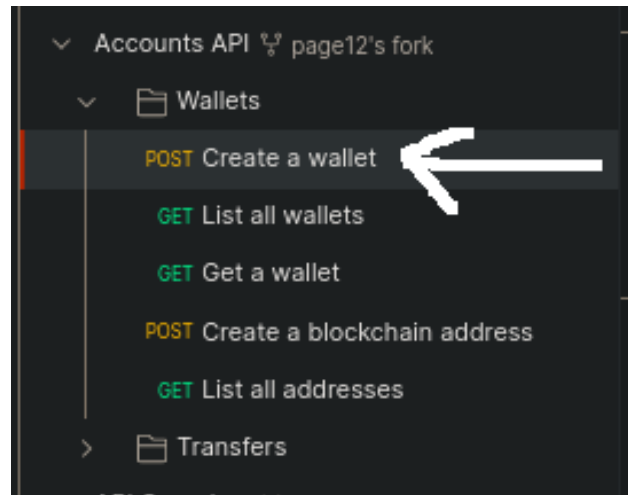 Accounts API page12's fork
Wallets
POST Create a wallet
GET List all wallets
GET Get a wallet
POST Create a blockchain address
GET List all addresses
Transfers